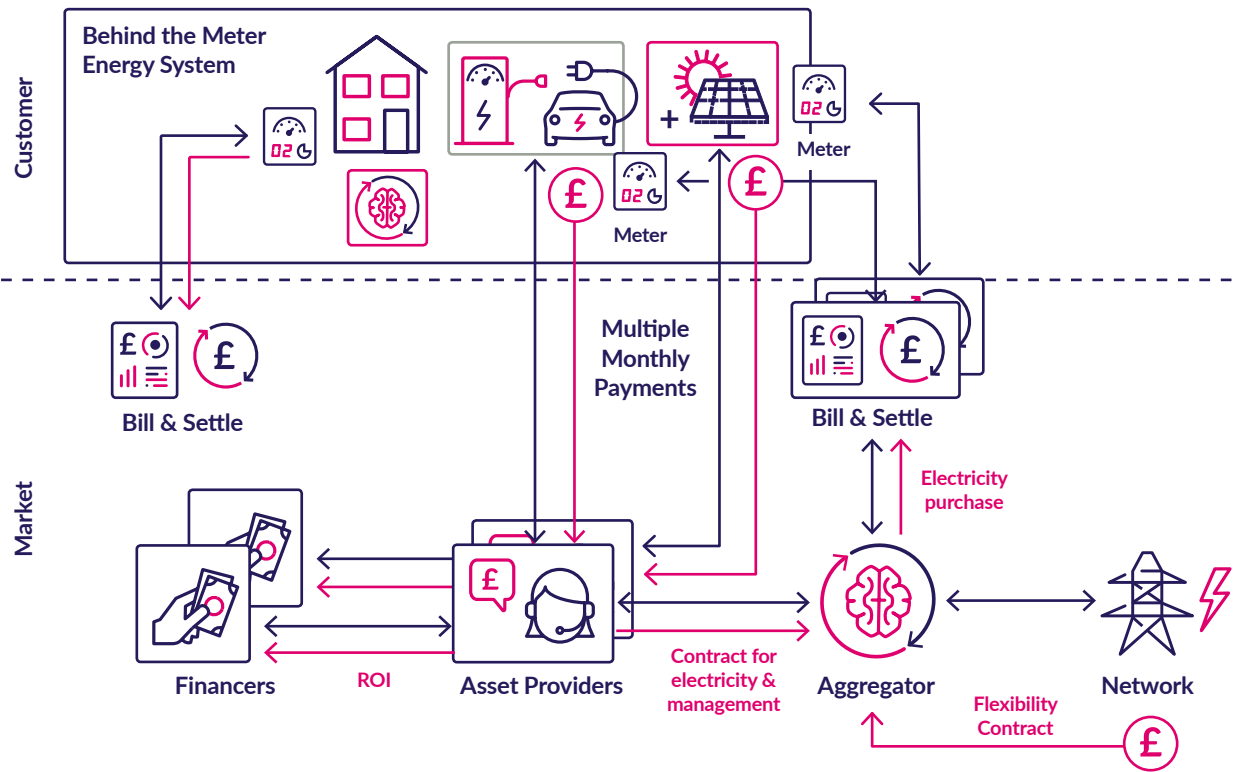 Customer
Behind the Meter
Energy System
02
02
Meter
£
02
£
+
Meter
Market
£
£
Bill & Settle
Multiple
Monthly
Payments
£
£
Bill & Settle
Electricity
purchase
£
Financers
ROI
Asset Providers
Contract for
electricity &
management
Aggregator
Network
Flexibility
Contract
£